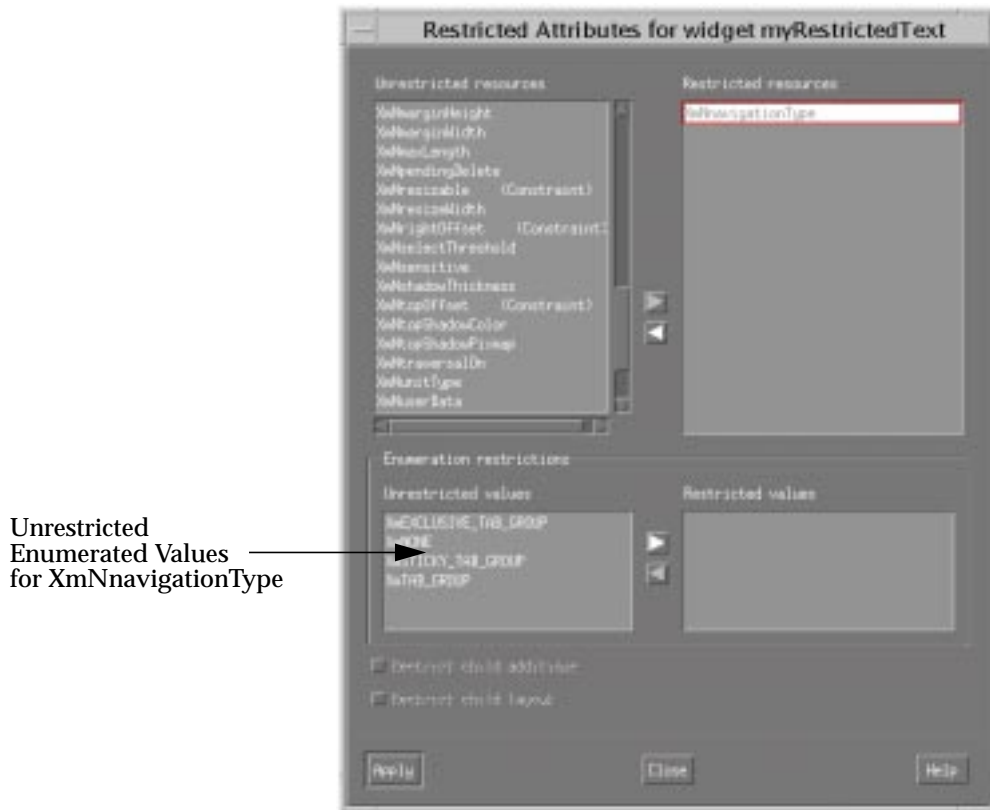 Restricted Attributes for widget myRestrictedText
Unrestricted resources
Restricted resources
XmNmarginHeight
XmNmarginWidth
XmNmaxLength
XmNpendingDelete
XmNresizable (Constraint)
XmNresizeWidth
XmNrightOffset (Constraint)
XmNselectThreshold
XmNsensitive
XmNshadowThickness
XmNtopOffset (Constraint)
XmNtopShadowColor
XmNtopShadowPixmap
XmNtraversalOn
XmNunitType
XmNuserData
XmNnavigationType
Enumeration restrictions
Unrestricted values
Restricted values
XmEXCLUSIVE_TAB_GROUP
XmNONE
XmSTICKY_TAB_GROUP
XmTAB_GROUP
Unrestricted
Enumerated Values
for XmNnavigationType
Restrict child addition
Restrict child layout
Apply
Close
Help